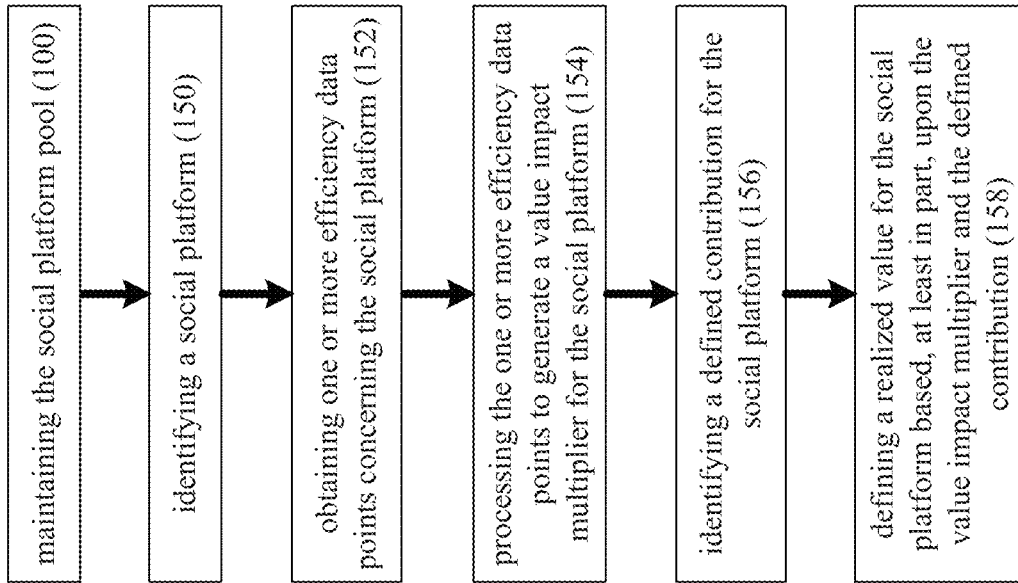 maintaining the social platform pool (100)
identifying a social platform (150)
obtaining one or more efficiency data
points concerning the social platform (152)
processing the one or more efficiency data
points to generate a value impact
multiplier for the social platform (154)
identifying a defined contribution for the
social platform (156)
defining a realized value for the social
platform based, at least in part, upon the
value impact multiplier and the defined
contribution (158)